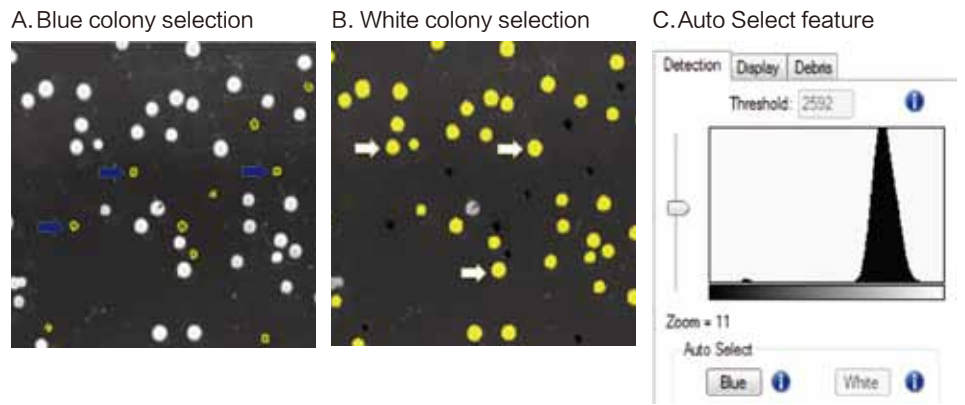 A. Blue colony selection
B. White colony selection
C. Auto Select feature
Detection Display Debris
Threshold: 2592
Zoom = 11
Auto Select
Blue White